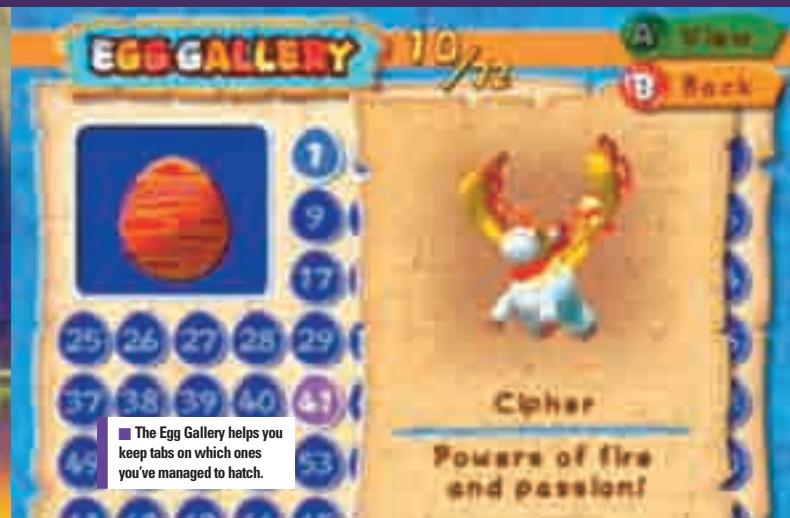 EGG GALLERY
10/72
A View
B Back
1
9
17
25 26 27 28 29
37 38 39 40 41
49
53
Cipher
Powers of fire
and passion!
■ The Egg Gallery helps you
keep tabs on which ones
you've managed to hatch.